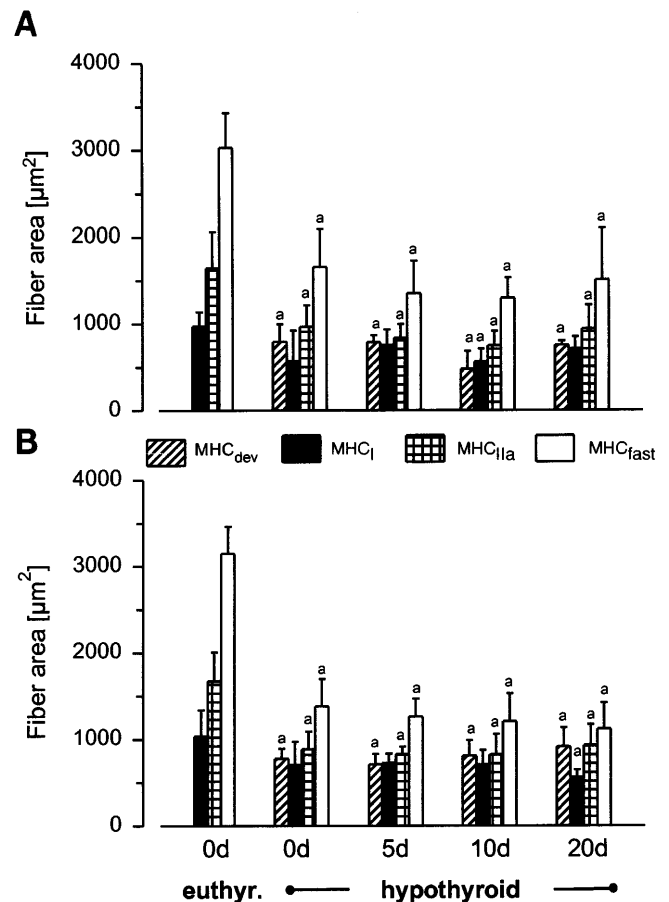 A
4000
3000
2000
1000
0
Fiber area [µm²]
a a a
a a a
a a a a
a a a
B
MHCdev MHCI MHCIIa MHCfast
4000
3000
2000
1000
0
Fiber area [µm²]
a a a
a a a
a a a
a a a a
0d 0d 5d 10d 20d
euthyr. hypothyroid